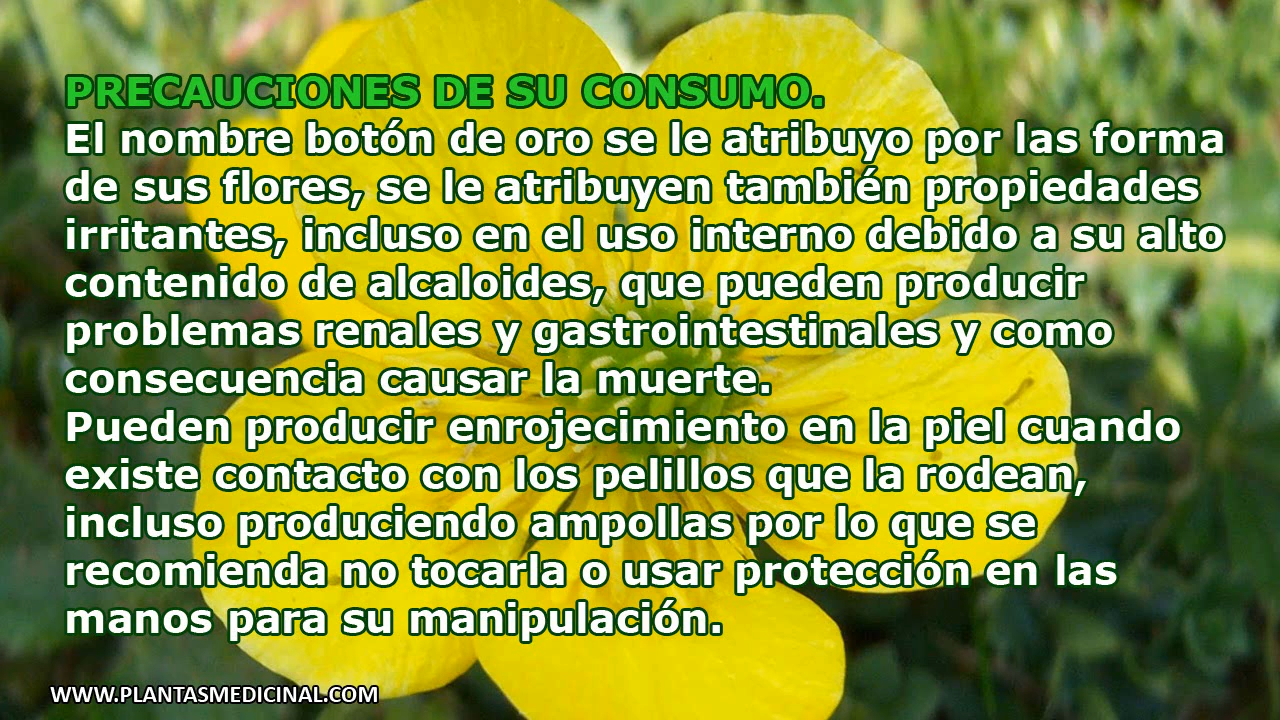 PRECAUCIONES DE SU CONSUMO.
El nombre botón de oro se le atribuyo por las forma
de sus flores, se le atribuyen también propiedades
irritantes, incluso en el uso interno debido a su alto
contenido de alcaloides, que pueden producir
problemas renales y gastrointestinales y como
consecuencia causar la muerte.
Pueden producir enrojecimiento en la piel cuando
existe contacto con los pelillos que la rodean,
incluso produciendo ampollas por lo que se
recomienda no tocarla o usar protección en las
manos para su manipulación.
WWW.PLANTASMEDICINAL.COM